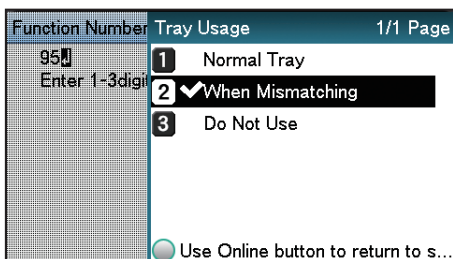 Function Number
95
Enter 1-3digi
Tray Usage 1/1 Page
1 Normal Tray
2 When Mismatching
3 Do Not Use
Use Online button to return to s...